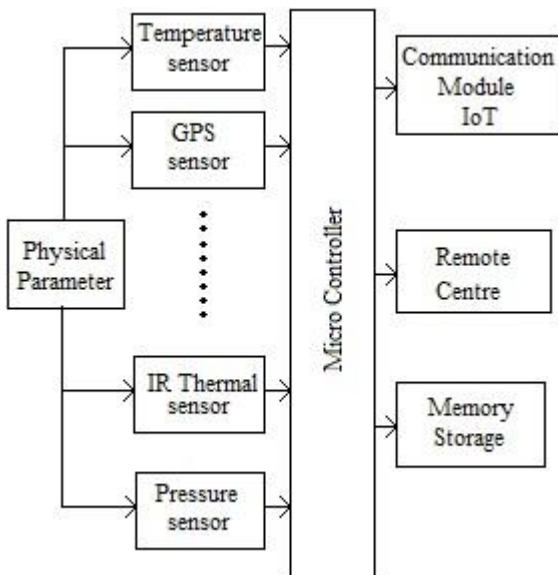 Temperature
sensor
GPS
sensor
Physical
Parameter
IR Thermal
sensor
Pressure
sensor
Micro Controller
Communication
Module
IoT
Remote
Centre
Memory
Storage